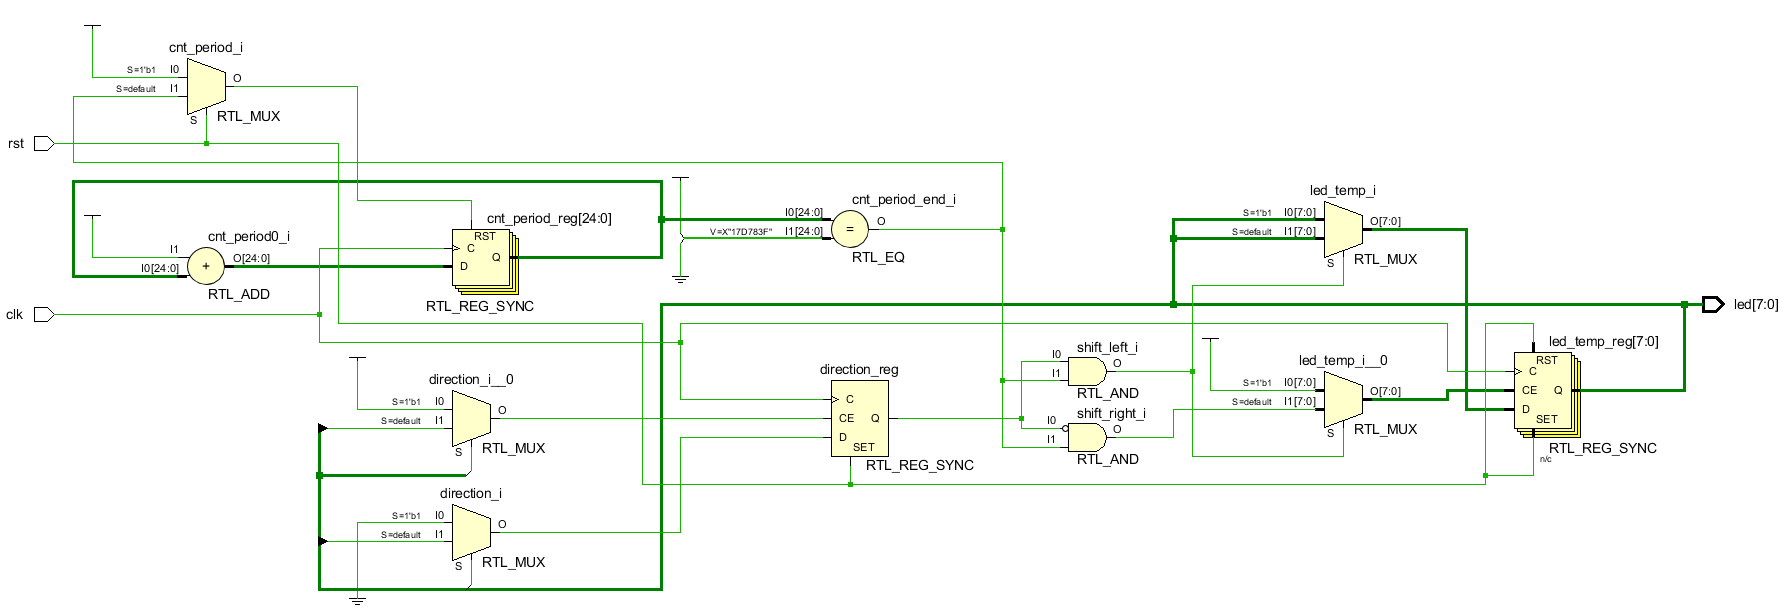 cnt_period_i
S=1'b1 I0
S=default I1
O
S
RTL_MUX
rst
cnt_period0_i
I1
I0[24:0]
+
O[24:0]
RTL_ADD
clk
cnt_period_reg[24:0]
RST
C
Q
D
RTL_REG_SYNC
cnt_period_end_i
I0[24:0]
V=X"17D783F" I1[24:0]
=
O
RTL_EQ
led_temp_i
S=1'b1 I0[7:0]
S=default I1[7:0]
O[7:0]
S
RTL_MUX
led[7:0]
direction_i__0
S=1'b1 I0
S=default I1
O
S
RTL_MUX
direction_i
S=1'b1 I0
S=default I1
O
S
RTL_MUX
direction_reg
C
CE
Q
D
SET
RTL_REG_SYNC
shift_left_i
I0
I1
O
RTL_AND
shift_right_i
I0
I1
O
RTL_AND
led_temp_i__0
S=1'b1 I0[7:0]
S=default I1[7:0]
O[7:0]
S
RTL_MUX
led_temp_reg[7:0]
RST
C
CE
Q
D
SET
RTL_REG_SYNC
n/c